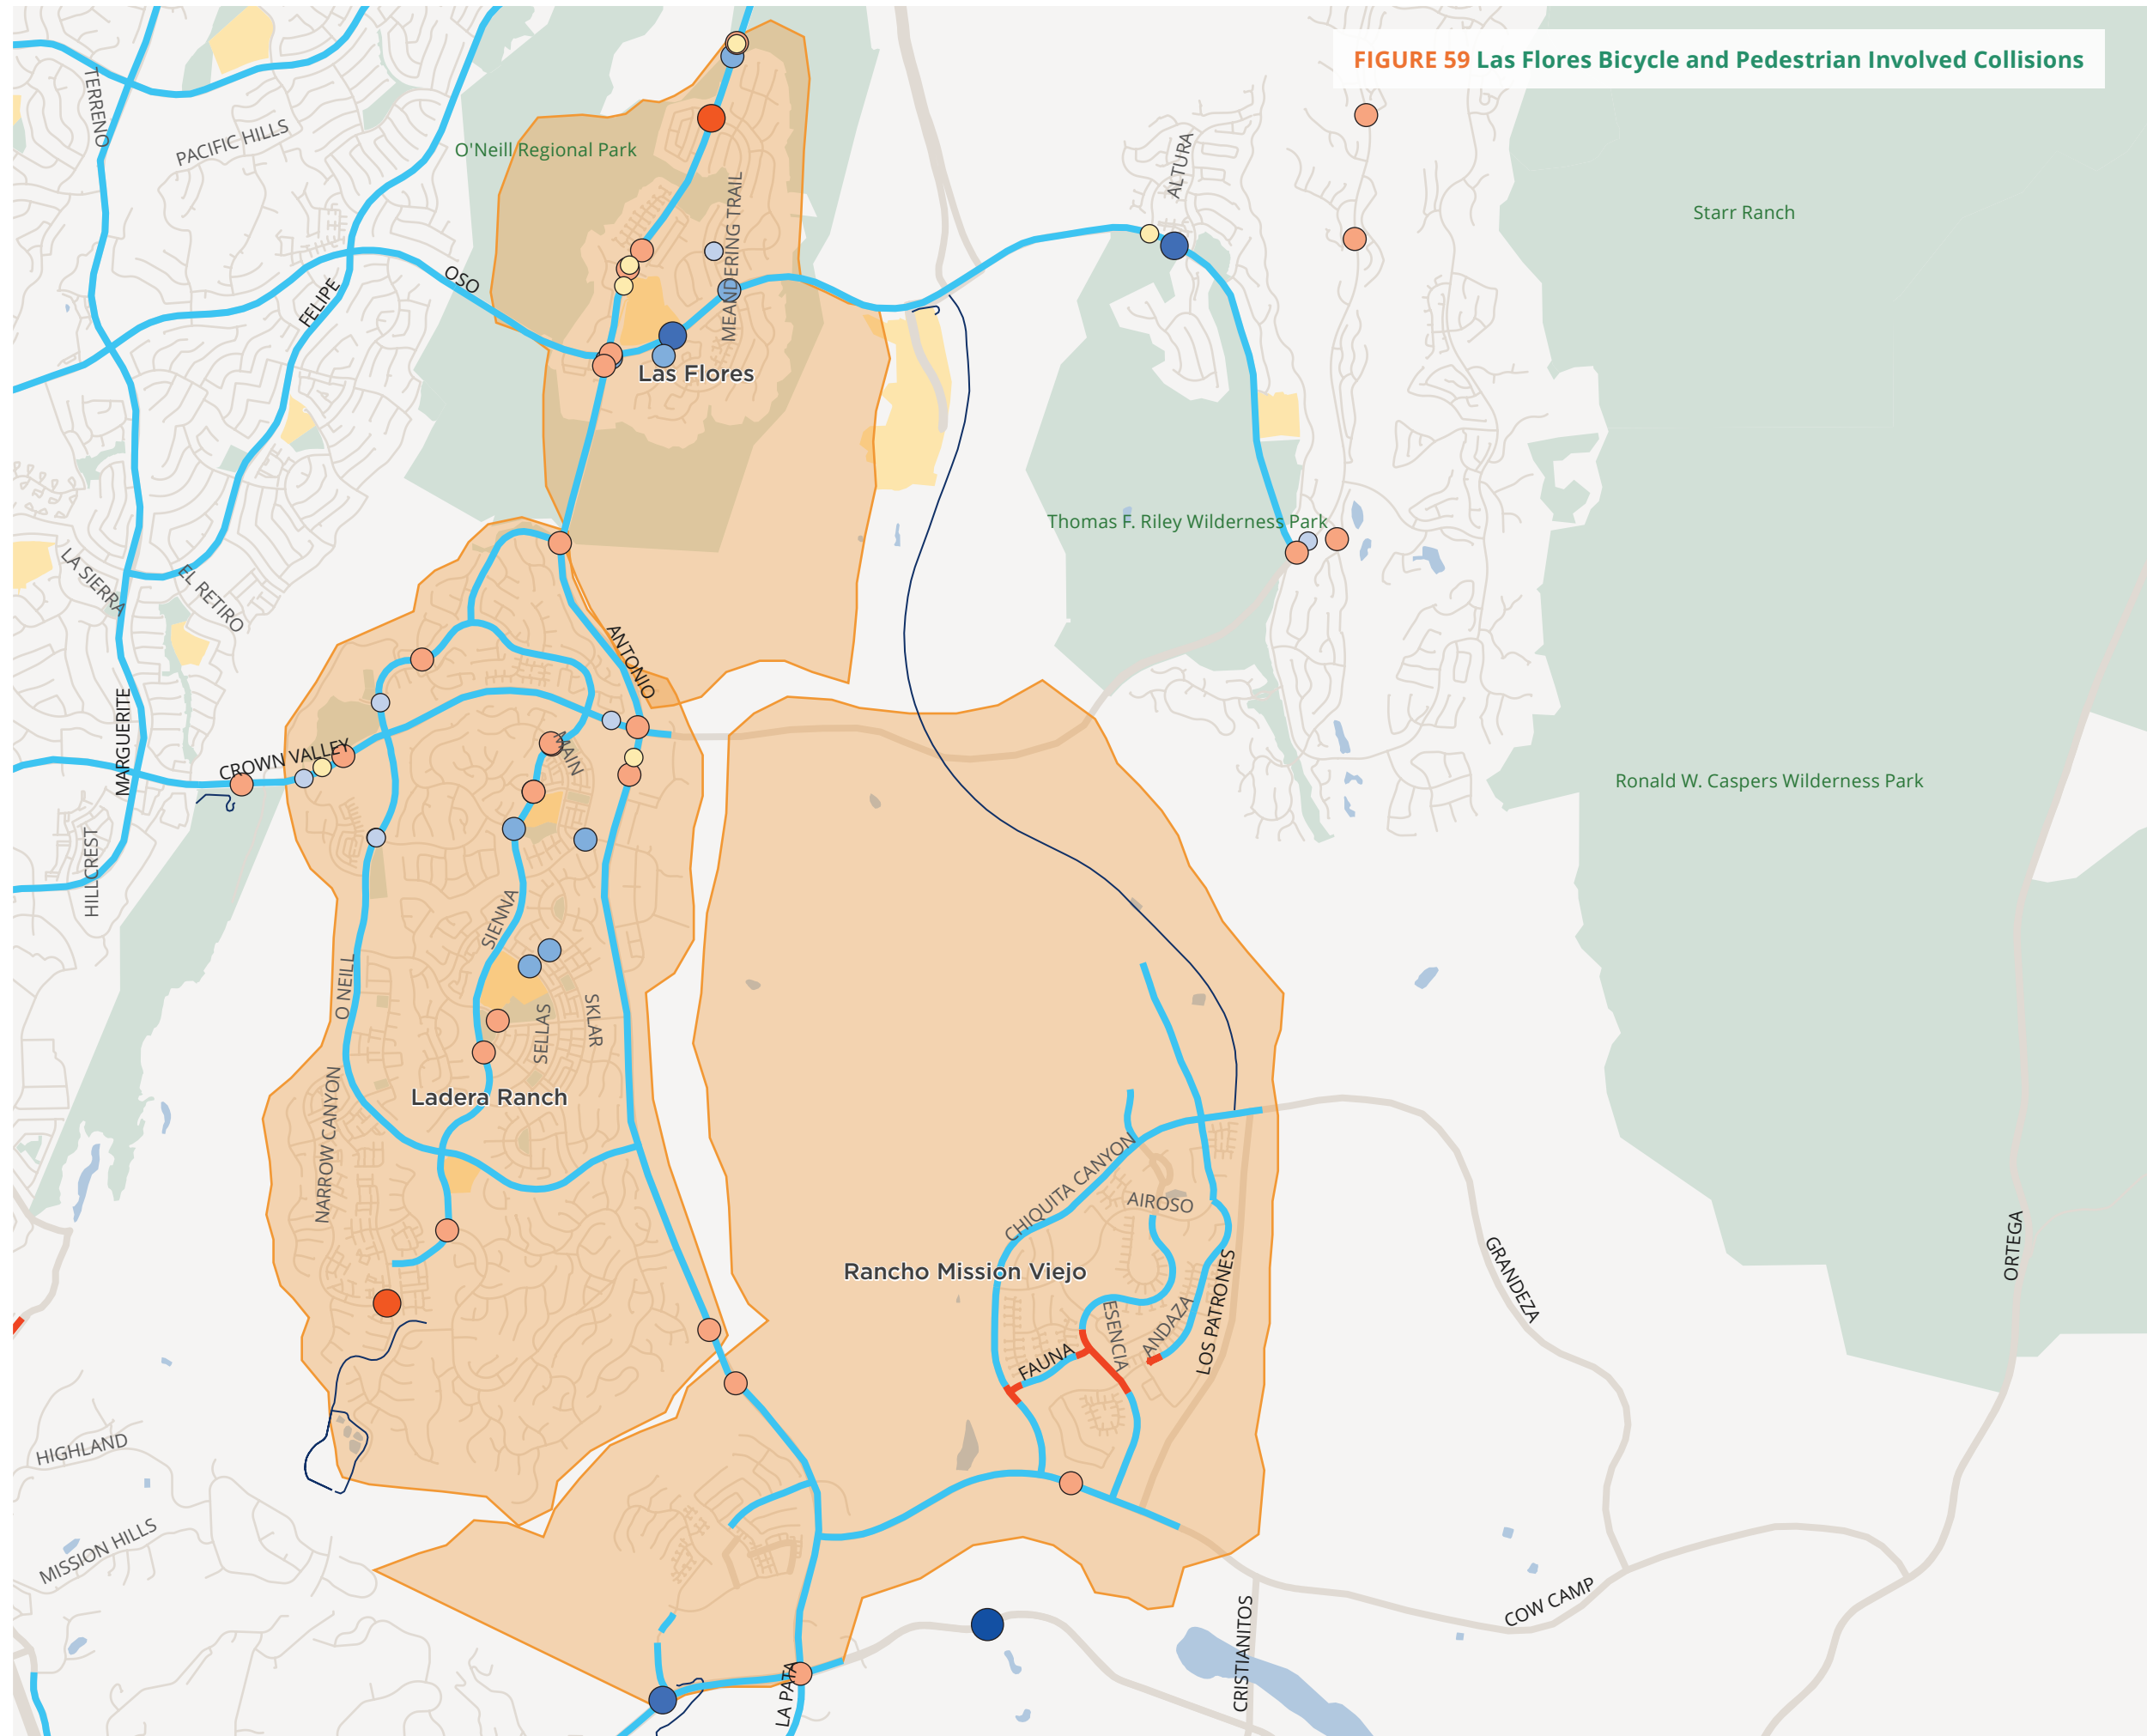 FIGURE 59 Las Flores Bicycle and Pedestrian Involved Collisions
TERRENO
PACIFIC HILLS
O'Neill Regional Park
ALTURA
MEANDERING TRAIL
Starr Ranch
OSO
FELIPE
Las Flores
Thomas F. Riley Wilderness Park
LA SIERRA
EL RETIRO
ANTONIO
MARGUERITE
CROWN VALLEY
MAIN
Ronald W. Caspers Wilderness Park
HILLCREST
SIENNA
O NEILL
SELLAS
SKLAR
Ladera Ranch
NARROW CANYON
CHIQUITA CANYON
AIROSO
Rancho Mission Viejo
GRANDEZA
ORTEGA
LOS PATRONES
ESENCIA
ANDAZA
FAUNA
HIGHLAND
MISSION HILLS
COW CAMP
CRISTIANITOS
LA PATA